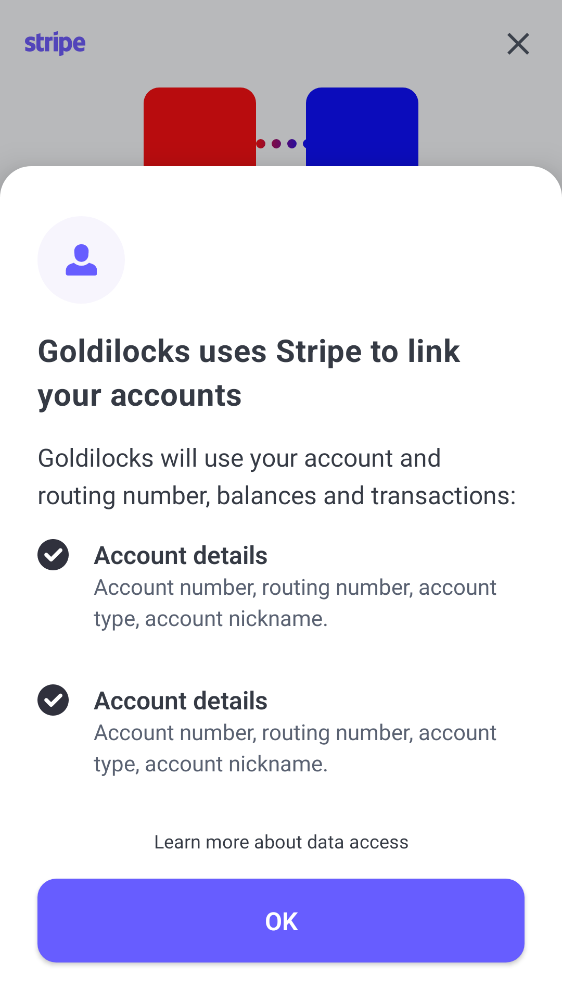 stripe
Goldilocks uses Stripe to link
your accounts
Goldilocks will use your account and
routing number, balances and transactions:
Account details
Account number, routing number, account
type, account nickname.
Account details
Account number, routing number, account
type, account nickname.
Learn more about data access
OK